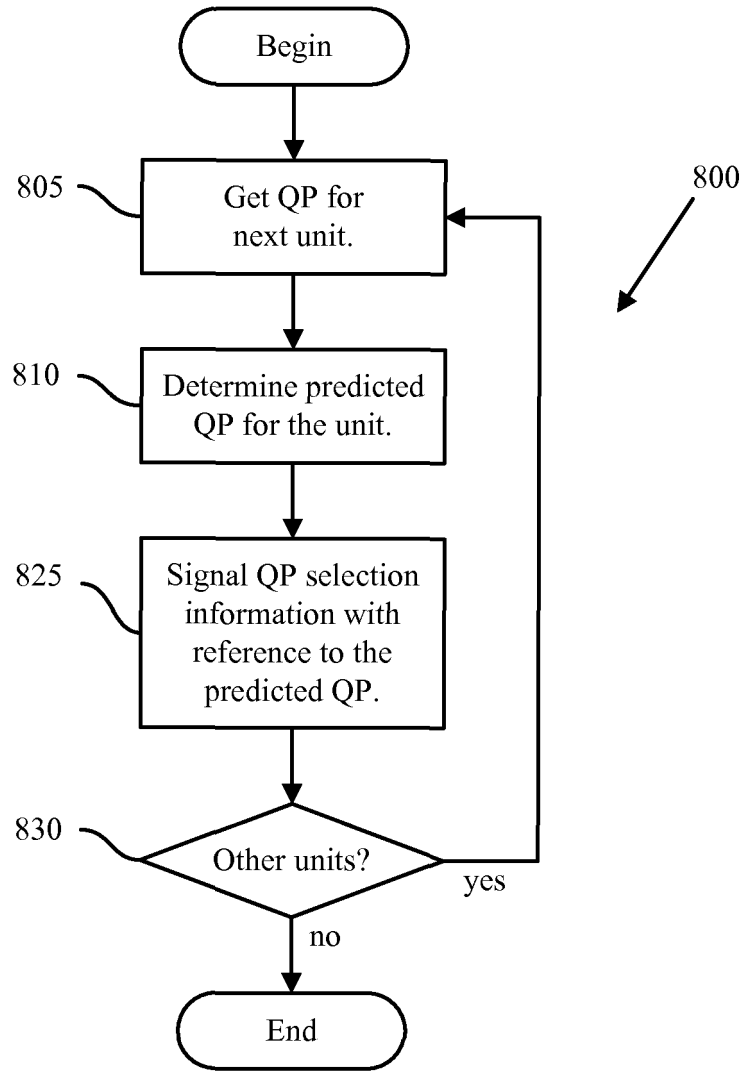 Begin
805
Get QP for
next unit.
800
810
Determine predicted
QP for the unit.
825
Signal QP selection
information with
reference to the
predicted QP.
830
Other units?
yes
no
End